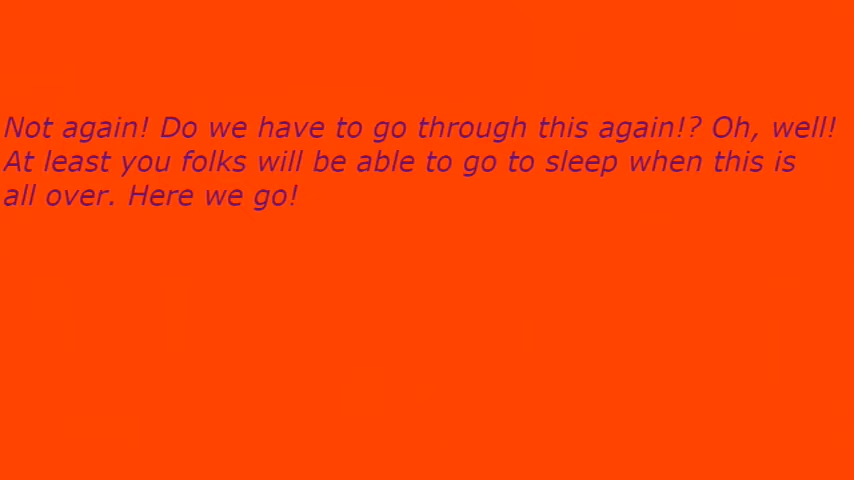 Not again! Do we have to go through this again!? Oh, well!
At least you folks will be able to go to sleep when this is
all over. Here we go!